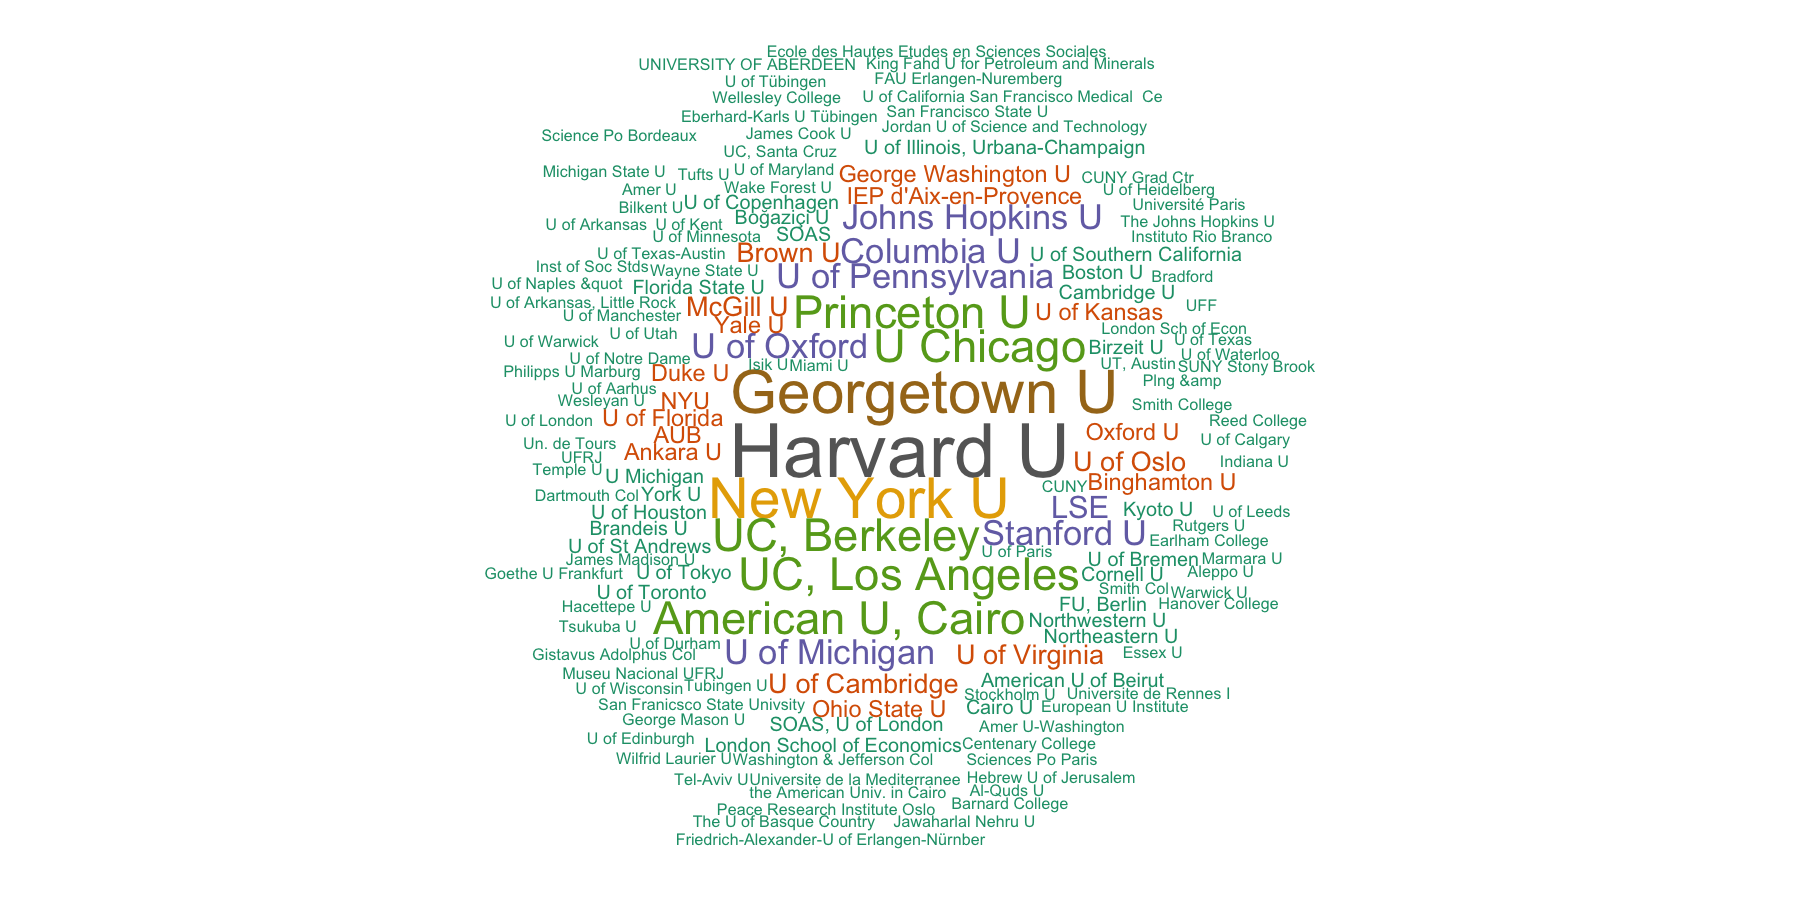 Ecole des Hautes Etudes en Sciences Sociales
UNIVERSITY OF ABERDEEN King Fahd U for Petroleum and Minerals
U of Tübingen FAU Erlangen-Nuremberg
Wellesley College U of California San Francisco Medical Ce
Eberhard-Karls U Tübingen San Francisco State U
Science Po Bordeaux James Cook U Jordan U of Science and Technology
UC, Santa Cruz U of Illinois, Urbana-Champaign
Michigan State U Tufts U U of Maryland George Washington U CUNY Grad Ctr
Amer U Wake Forest U IEP d'Aix-en-Provence U of Heidelberg
Bilkent U U of Copenhagen Université Paris
U of Arkansas U of Kent Boğaziçi U Johns Hopkins U The Johns Hopkins U
U of Minnesota SOAS Instituto Rio Branco
U of Texas-Austin Brown U Columbia U U of Southern California
Inst of Soc Stds Wayne State U U of Pennsylvania Boston U Bradford
U of Naples &quot Florida State U Cambridge U
U of Arkansas, Little Rock McGill U Princeton U U of Kansas UFF
U of Manchester Yale U London Sch of Econ
U of Warwick U of Utah U of Oxford U Chicago Birzeit U U of Texas
U of Notre Dame Isik U Miami U UT, Austin U of Waterloo
Philipps U Marburg Duke U SUNY Stony Brook
U of Aarhus Georgetown U Plng &amp
Wesleyan U NYU Smith College
U of London U of Florida Reed College
Un. de Tours AUB Harvard U Oxford U U of Calgary
UFRJ Ankara U U of Oslo Indiana U
Temple U U Michigan CUNY Binghamton U
Dartmouth Col York U New York U LSE Kyoto U U of Leeds
U of Houston Rutgers U
Brandeis U UC, Berkeley Stanford U Earlham College
U of St Andrews U of Paris
James Madison U U of Bremen Marmara U
Goethe U Frankfurt U of Tokyo UC, Los Angeles Cornell U Aleppo U
U of Toronto Smith Col Warwick U
Hacettepe U American U, Cairo FU, Berlin Hanover College
Tsukuba U Northwestern U
U of Durham Northeastern U
Gistavus Adolphus Col U of Michigan U of Virginia Essex U
Museu Nacional UFRJ American U of Beirut
U of Wisconsin Tubingen U U of Cambridge Stockholm U Universite de Rennes I
San Franicsco State Univsity Ohio State U Cairo U European U Institute
George Mason U SOAS, U of London Amer U-Washington
U of Edinburgh London School of Economics Centenary College
Wilfrid Laurier U Washington & Jefferson Col Sciences Po Paris
Tel-Aviv U Universite de la Mediterranee Hebrew U of Jerusalem
the American Univ. in Cairo Al-Quds U
Peace Research Institute Oslo Barnard College
The U of Basque Country Jawaharlal Nehru U
Friedrich-Alexander-U of Erlangen-Nürnber